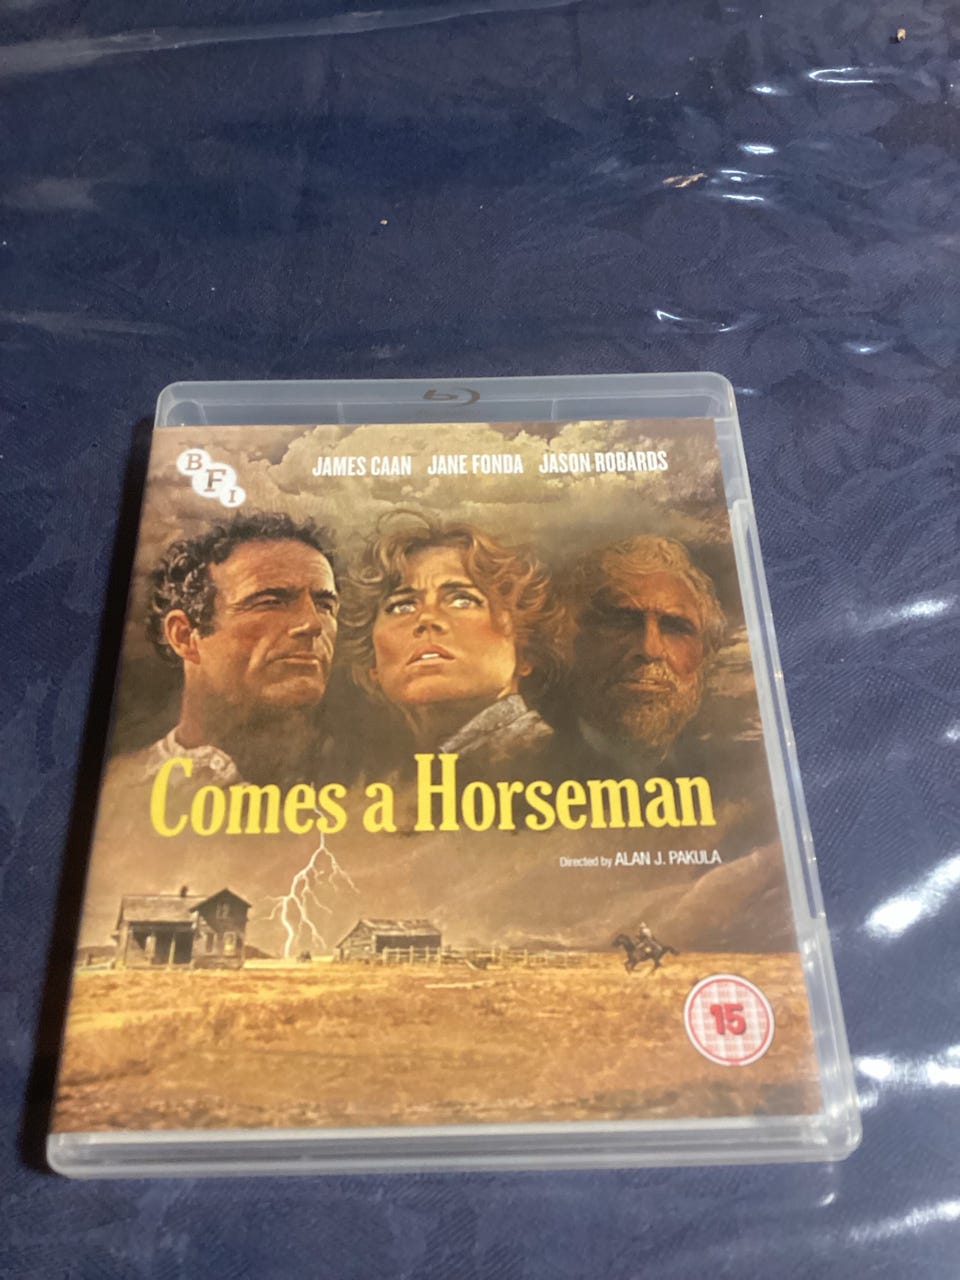 BFI
JAMES CAAN JANE FONDA JASON ROBARDS
Comes a Horseman
Directed by ALAN J. PAKULA
15